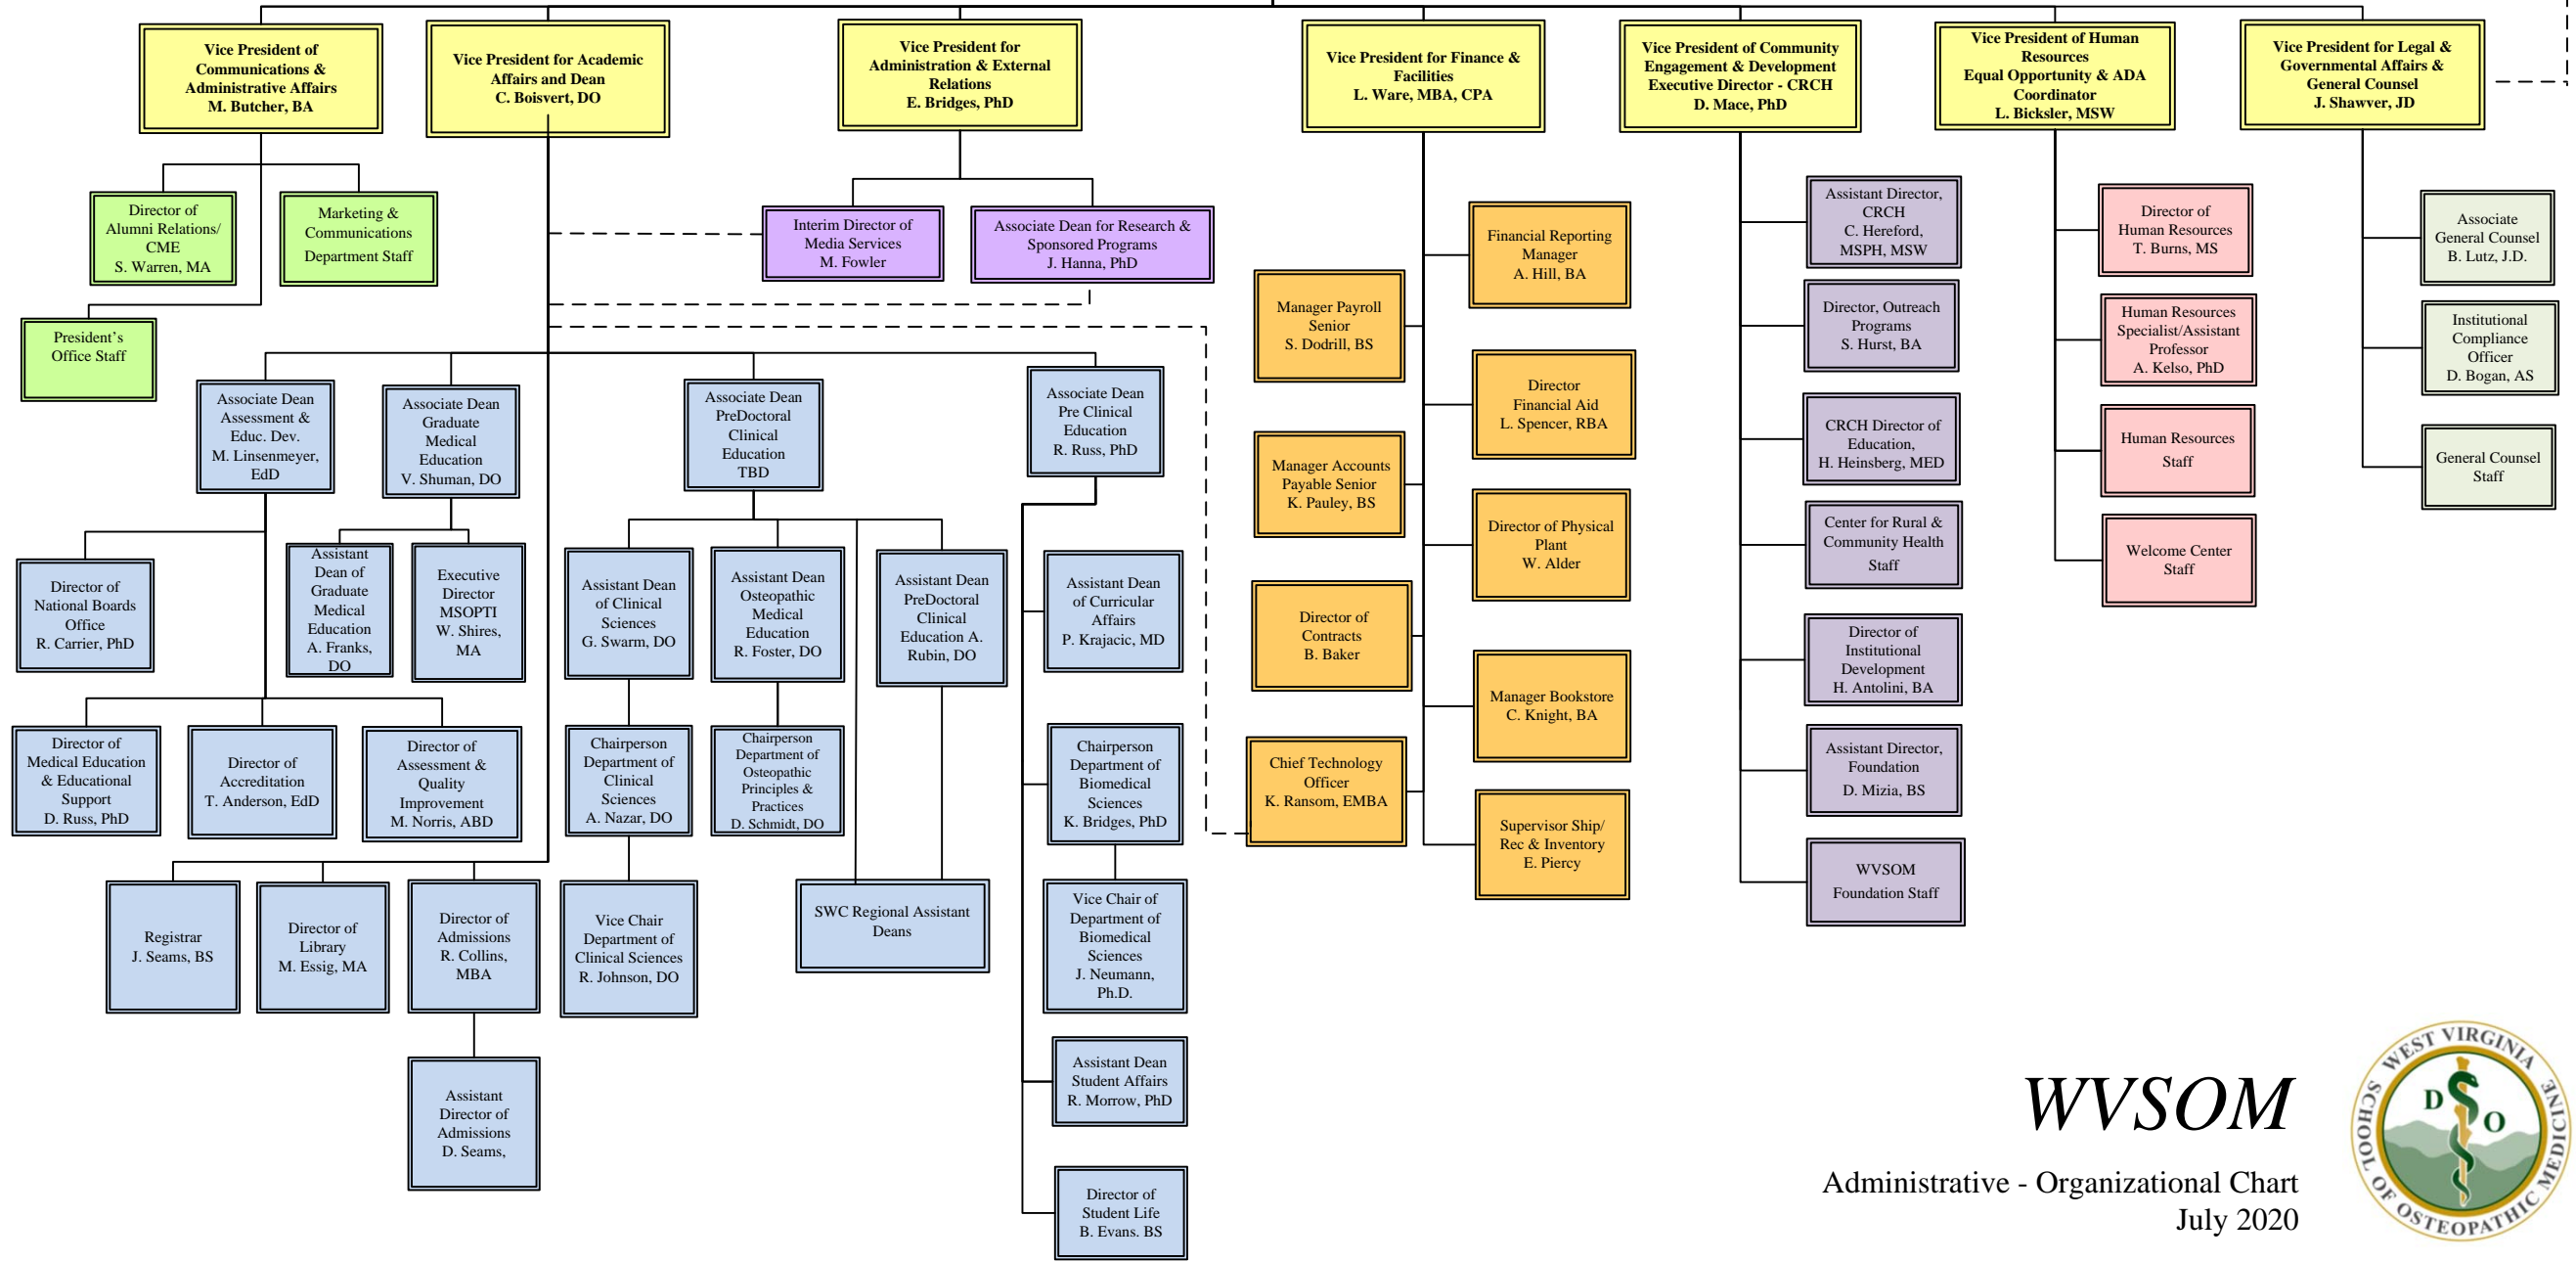 Vice President of
Communications &
Administrative Affairs
M. Butcher, BA
Vice President for Academic
Affairs and Dean
C. Boisvert, DO
Vice President for
Administration & External
Relations
E. Bridges, PhD
Vice President for Finance &
Facilities
L. Ware, MBA, CPA
Vice President of Community
Engagement & Development
Executive Director - CRCH
D. Mace, PhD
Vice President of Human
Resources
Equal Opportunity & ADA
Coordinator
L. Bicksler, MSW
Vice President for Legal &
Governmental Affairs &
General Counsel
J. Shawver, JD
Director of
Alumni Relations/
CME
S. Warren, MA
Marketing &
Communications
Department Staff
President's
Office Staff
Interim Director of
Media Services
M. Fowler
Associate Dean for Research &
Sponsored Programs
J. Hanna, PhD
Associate Dean
Assessment &
Educ. Dev.
M. Linsenmeyer,
EdD
Associate Dean
Graduate
Medical
Education
V. Shuman, DO
Associate Dean
PreDoctoral
Clinical
Education
TBD
Associate Dean
Pre Clinical
Education
R. Russ, PhD
Director of
National Boards
Office
R. Carrier, PhD
Assistant
Dean of
Graduate
Medical
Education
A. Franks,
DO
Executive
Director
MSOPTI
W. Shires,
MA
Assistant Dean
of Clinical
Sciences
G. Swarm, DO
Assistant Dean
Osteopathic
Medical
Education
R. Foster, DO
Assistant Dean
PreDoctoral
Clinical
Education A.
Rubin, DO
Assistant Dean
of Curricular
Affairs
P. Krajacic, MD
Director of
Medical Education
& Educational
Support
D. Russ, PhD
Director of
Accreditation
T. Anderson, EdD
Director of
Assessment &
Quality
Improvement
M. Norris, ABD
Chairperson
Department of
Clinical
Sciences
A. Nazar, DO
Chairperson
Department of
Osteopathic
Principles &
Practices
D. Schmidt, DO
Chairperson
Department of
Biomedical
Sciences
K. Bridges, PhD
Registrar
J. Seams, BS
Director of
Library
M. Essig, MA
Director of
Admissions
R. Collins,
MBA
Vice Chair
Department of
Clinical Sciences
R. Johnson, DO
SWC Regional Assistant
Deans
Vice Chair of
Department of
Biomedical
Sciences
J. Neumann,
Ph.D.
Assistant
Director of
Admissions
D. Seams,
Assistant Dean
Student Affairs
R. Morrow, PhD
Director of
Student Life
B. Evans. BS
Financial Reporting
Manager
A. Hill, BA
Manager Payroll
Senior
S. Dodrill, BS
Director
Financial Aid
L. Spencer, RBA
Manager Accounts
Payable Senior
K. Pauley, BS
Director of Physical
Plant
W. Alder
Director of
Contracts
B. Baker
Manager Bookstore
C. Knight, BA
Chief Technology
Officer
K. Ransom, EMBA
Supervisor Ship/
Rec & Inventory
E. Piercy
Assistant Director,
CRCH
C. Hereford,
MSPH, MSW
Director, Outreach
Programs
S. Hurst, BA
CRCH Director of
Education,
H. Heinsberg, MED
Center for Rural &
Community Health
Staff
Director of
Institutional
Development
H. Antolini, BA
Assistant Director,
Foundation
D. Mizia, BS
WVSOM
Foundation Staff
Director of
Human Resources
T. Burns, MS
Human Resources
Specialist/Assistant
Professor
A. Kelso, PhD
Human Resources
Staff
Welcome Center
Staff
Associate
General Counsel
B. Lutz, J.D.
Institutional
Compliance
Officer
D. Bogan, AS
General Counsel
Staff
WVSOM
Administrative - Organizational Chart
July 2020
WEST VIRGINIA
SCHOOL OF OSTEOPATHIC MEDICINE
D O